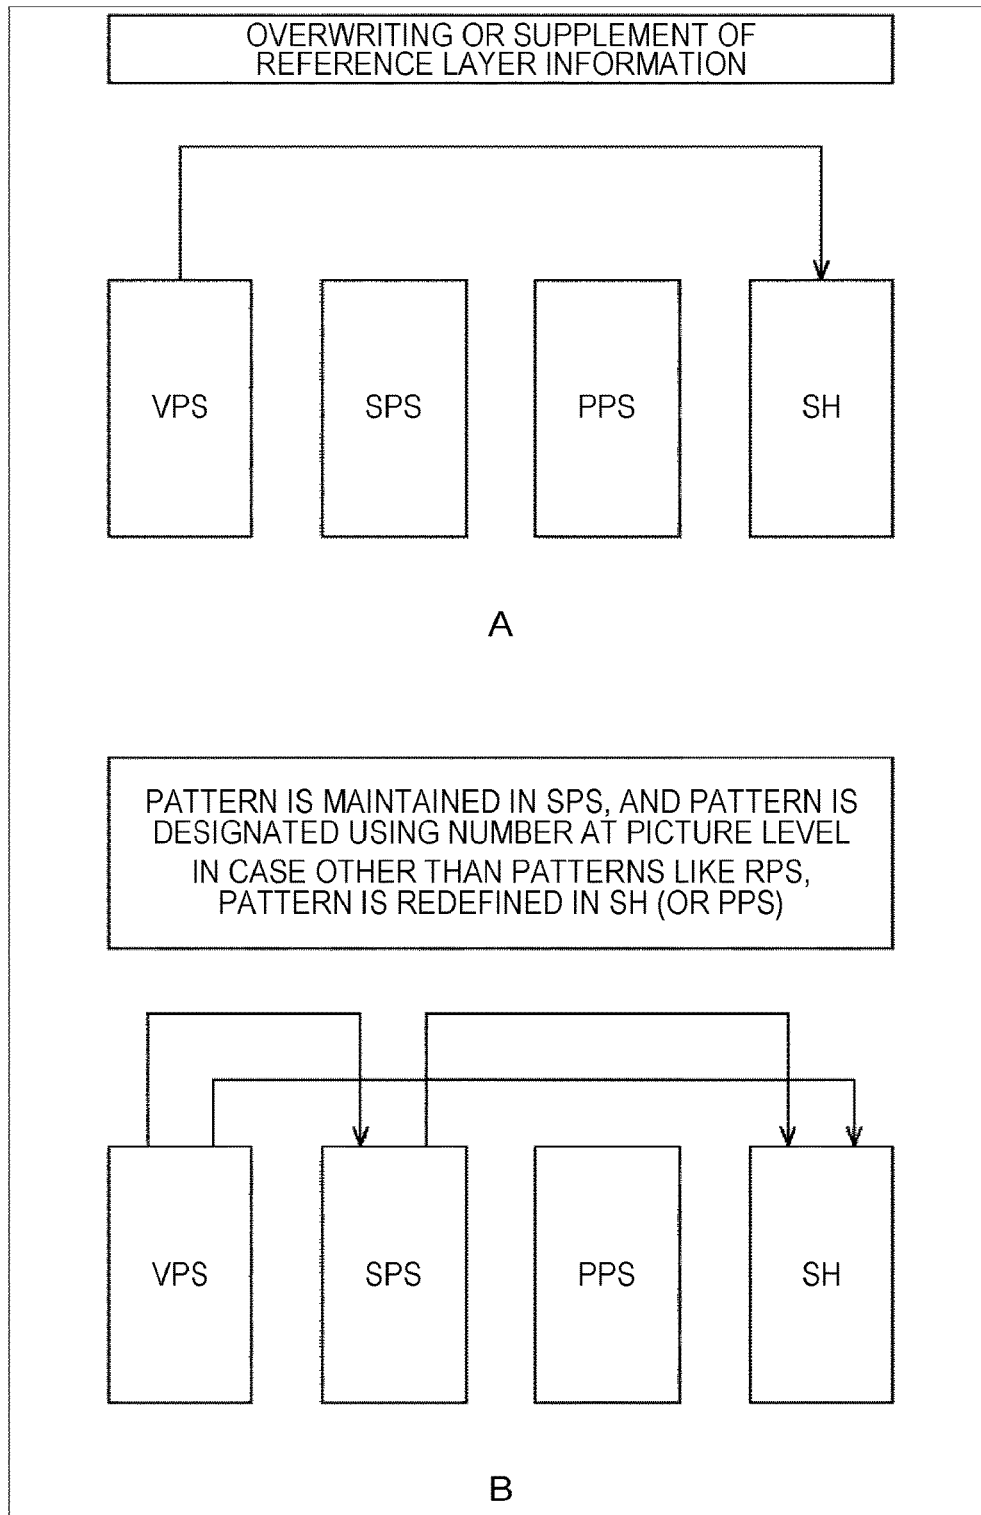 OVERWRITING OR SUPPLEMENT OF
REFERENCE LAYER INFORMATION
VPS
SPS
PPS
SH
A
PATTERN IS MAINTAINED IN SPS, AND PATTERN IS
DESIGNATED USING NUMBER AT PICTURE LEVEL
IN CASE OTHER THAN PATTERNS LIKE RPS,
PATTERN IS REDEFINED IN SH (OR PPS)
VPS
SPS
PPS
SH
B